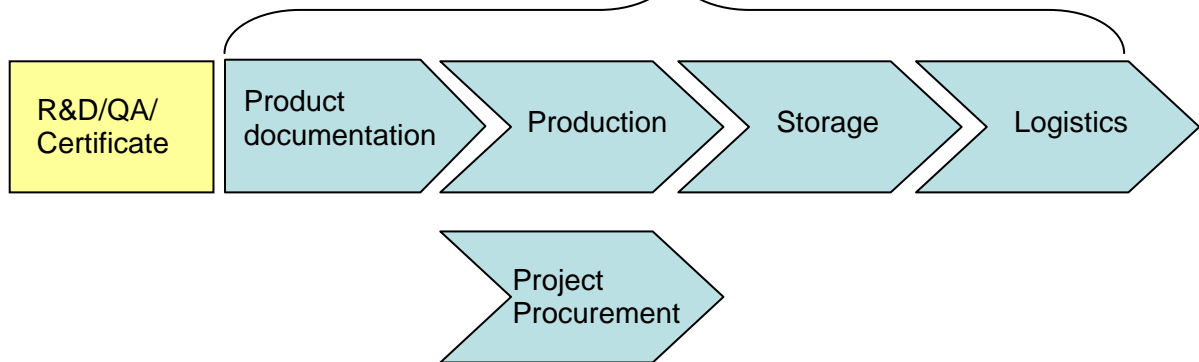 R&D/QA/
Certificate
Product
documentation
Production
Storage
Logistics
Project
Procurement